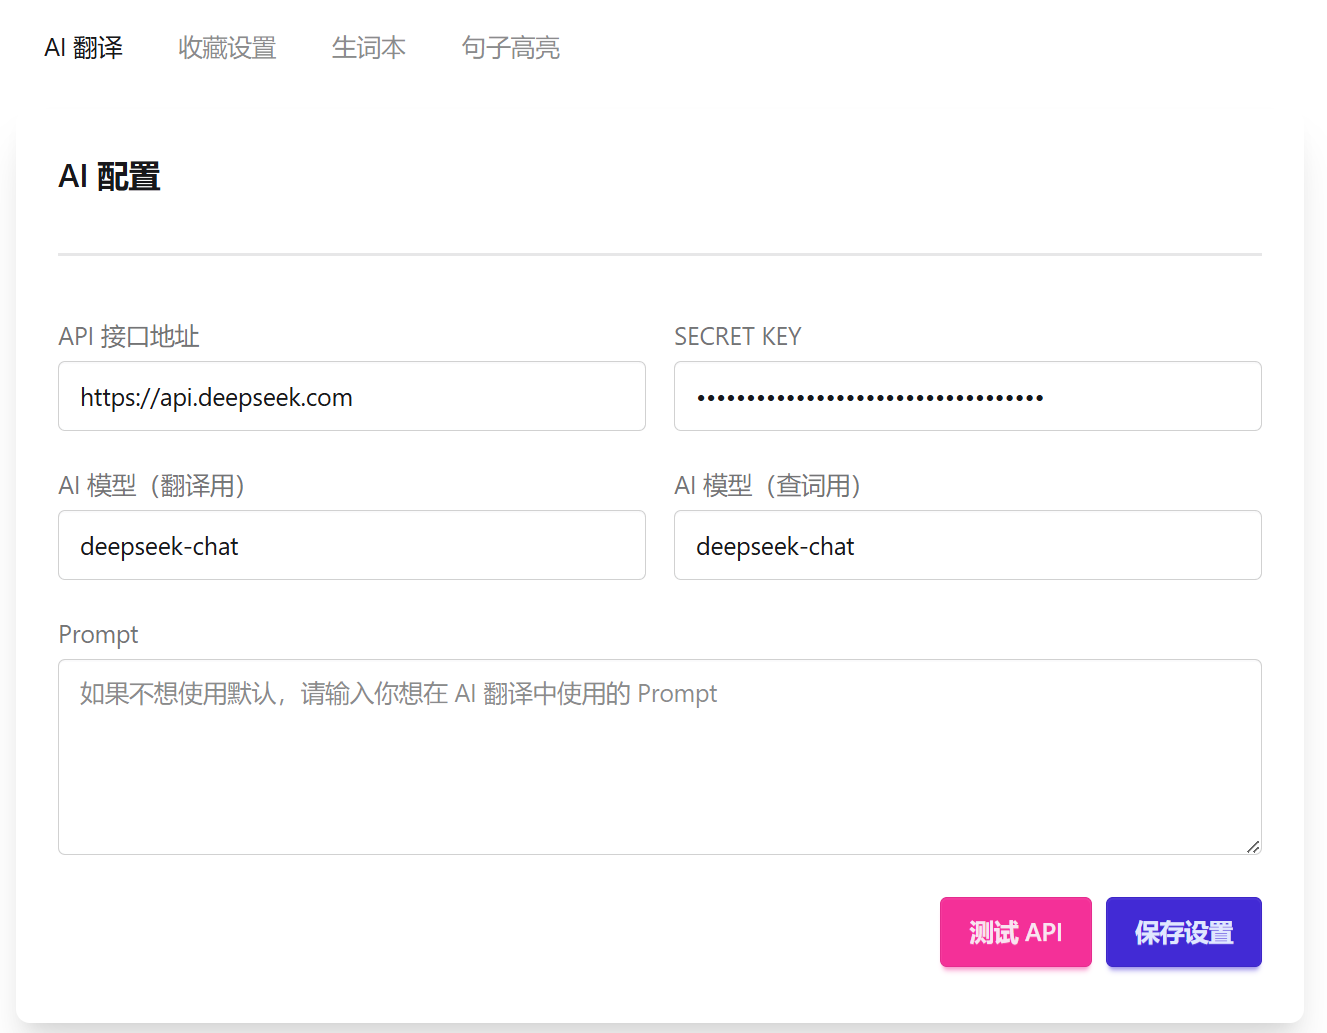 AI 翻译 收藏设置 生词本 句子高亮
AI 配置
API 接口地址 SECRET KEY
https://api.deepseek.com •••••••••••••••••••••••••••••••••••
AI 模型（翻译用） AI 模型（查词用）
deepseek-chat deepseek-chat
Prompt
如果不想使用默认，请输入你想在 AI 翻译中使用的 Prompt
测试 API 保存设置